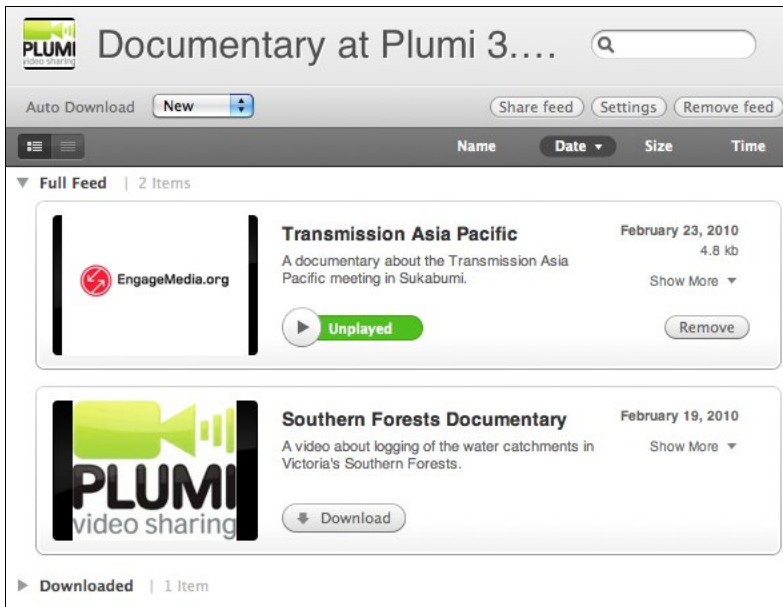 PLUMI
video sharing
Documentary at Plumi 3....
Auto Download New
Share feed Settings Remove feed
Name Date Size Time
Full Feed | 2 Items
Transmission Asia Pacific
February 23, 2010
A documentary about the Transmission Asia
Pacific meeting in Sukabumi.
4.8 kb
Show More
EngageMedia.org
Unplayed
Remove
Southern Forests Documentary
February 19, 2010
A video about logging of the water catchments in
Victoria's Southern Forests.
Show More
PLUMI
video sharing
Download
Downloaded | 1 Item